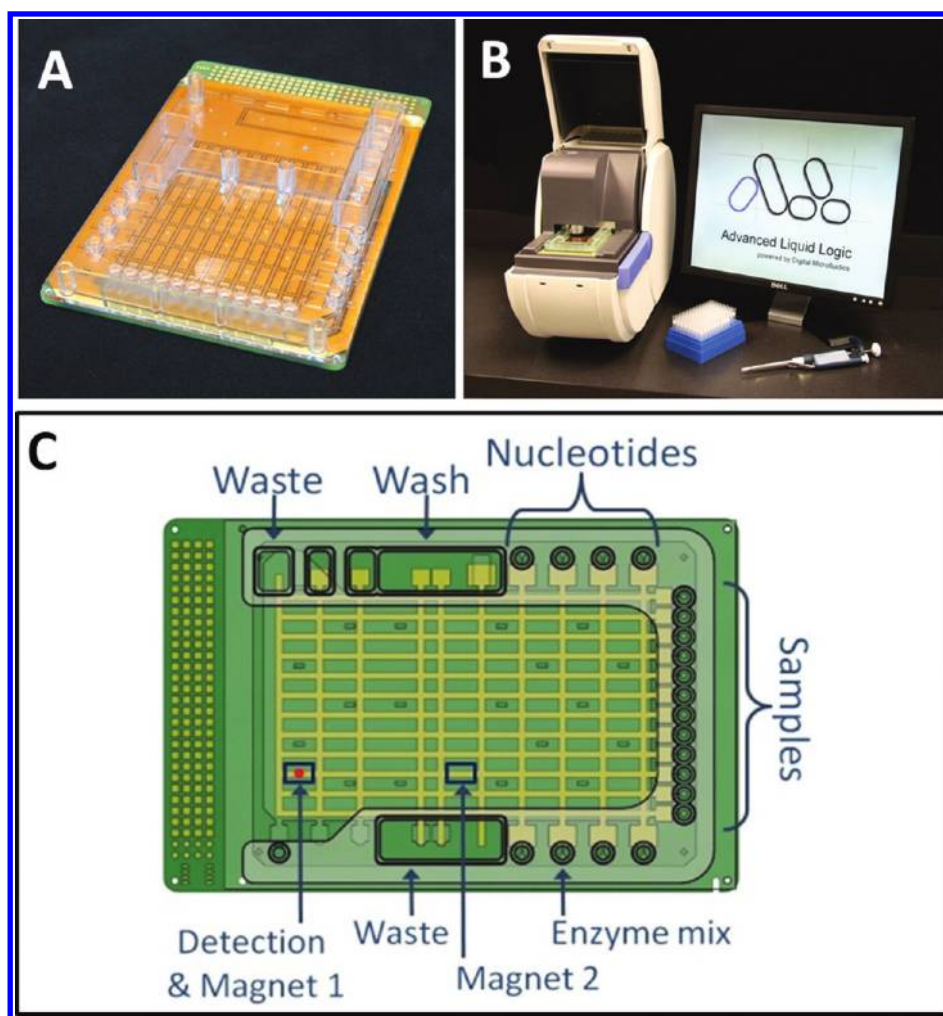 A
B
Advanced Liquid Logic
powered by Digital Microfluidics
DELL
C
Nucleotides
Waste
Wash
Samples
Detection
& Magnet 1
Waste
Magnet 2
Enzyme mix